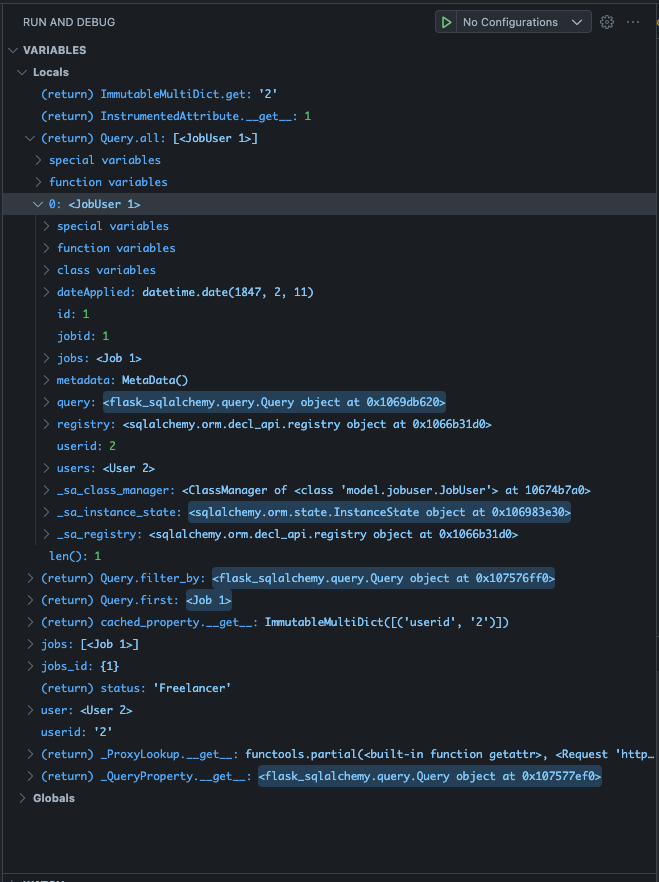 RUN AND DEBUG
No Configurations
VARIABLES
Locals
(return) ImmutableMultiDict.get: '2'
(return) InstrumentedAttribute.__get__: 1
(return) Query.all: [<JobUser 1>]
special variables
function variables
0: <JobUser 1>
special variables
function variables
class variables
dateApplied: datetime.date(1847, 2, 11)
id: 1
jobid: 1
jobs: <Job 1>
metadata: MetaData()
query: <flask_sqlalchemy.query.Query object at 0x1069db620>
registry: <sqlalchemy.orm.decl_api.registry object at 0x1066b31d0>
userid: 2
users: <User 2>
_sa_class_manager: <ClassManager of <class 'model.jobuser.JobUser'> at 10674b7a0>
_sa_instance_state: <sqlalchemy.orm.state.InstanceState object at 0x106983e30>
_sa_registry: <sqlalchemy.orm.decl_api.registry object at 0x1066b31d0>
len(): 1
(return) Query.filter_by: <flask_sqlalchemy.query.Query object at 0x107576ff0>
(return) Query.first: <Job 1>
(return) cached_property.__get__: ImmutableMultiDict([('userid', '2')])
jobs: [<Job 1>]
jobs_id: {1}
(return) status: 'Freelancer'
user: <User 2>
userid: '2'
(return) _ProxyLookup.__get__: functools.partial(<built-in function getattr>, <Request 'http…
(return) _QueryProperty.__get__: <flask_sqlalchemy.query.Query object at 0x107577ef0>
Globals
WATCH